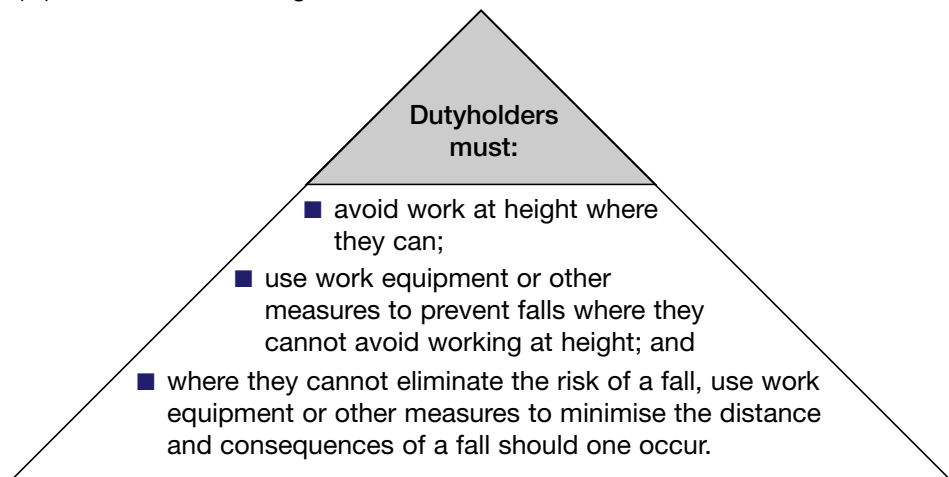 Dutyholders
must:
■ avoid work at height where
they can;
■ use work equipment or other
measures to prevent falls where they
cannot avoid working at height; and
■ where they cannot eliminate the risk of a fall, use work
equipment or other measures to minimise the distance
and consequences of a fall should one occur.